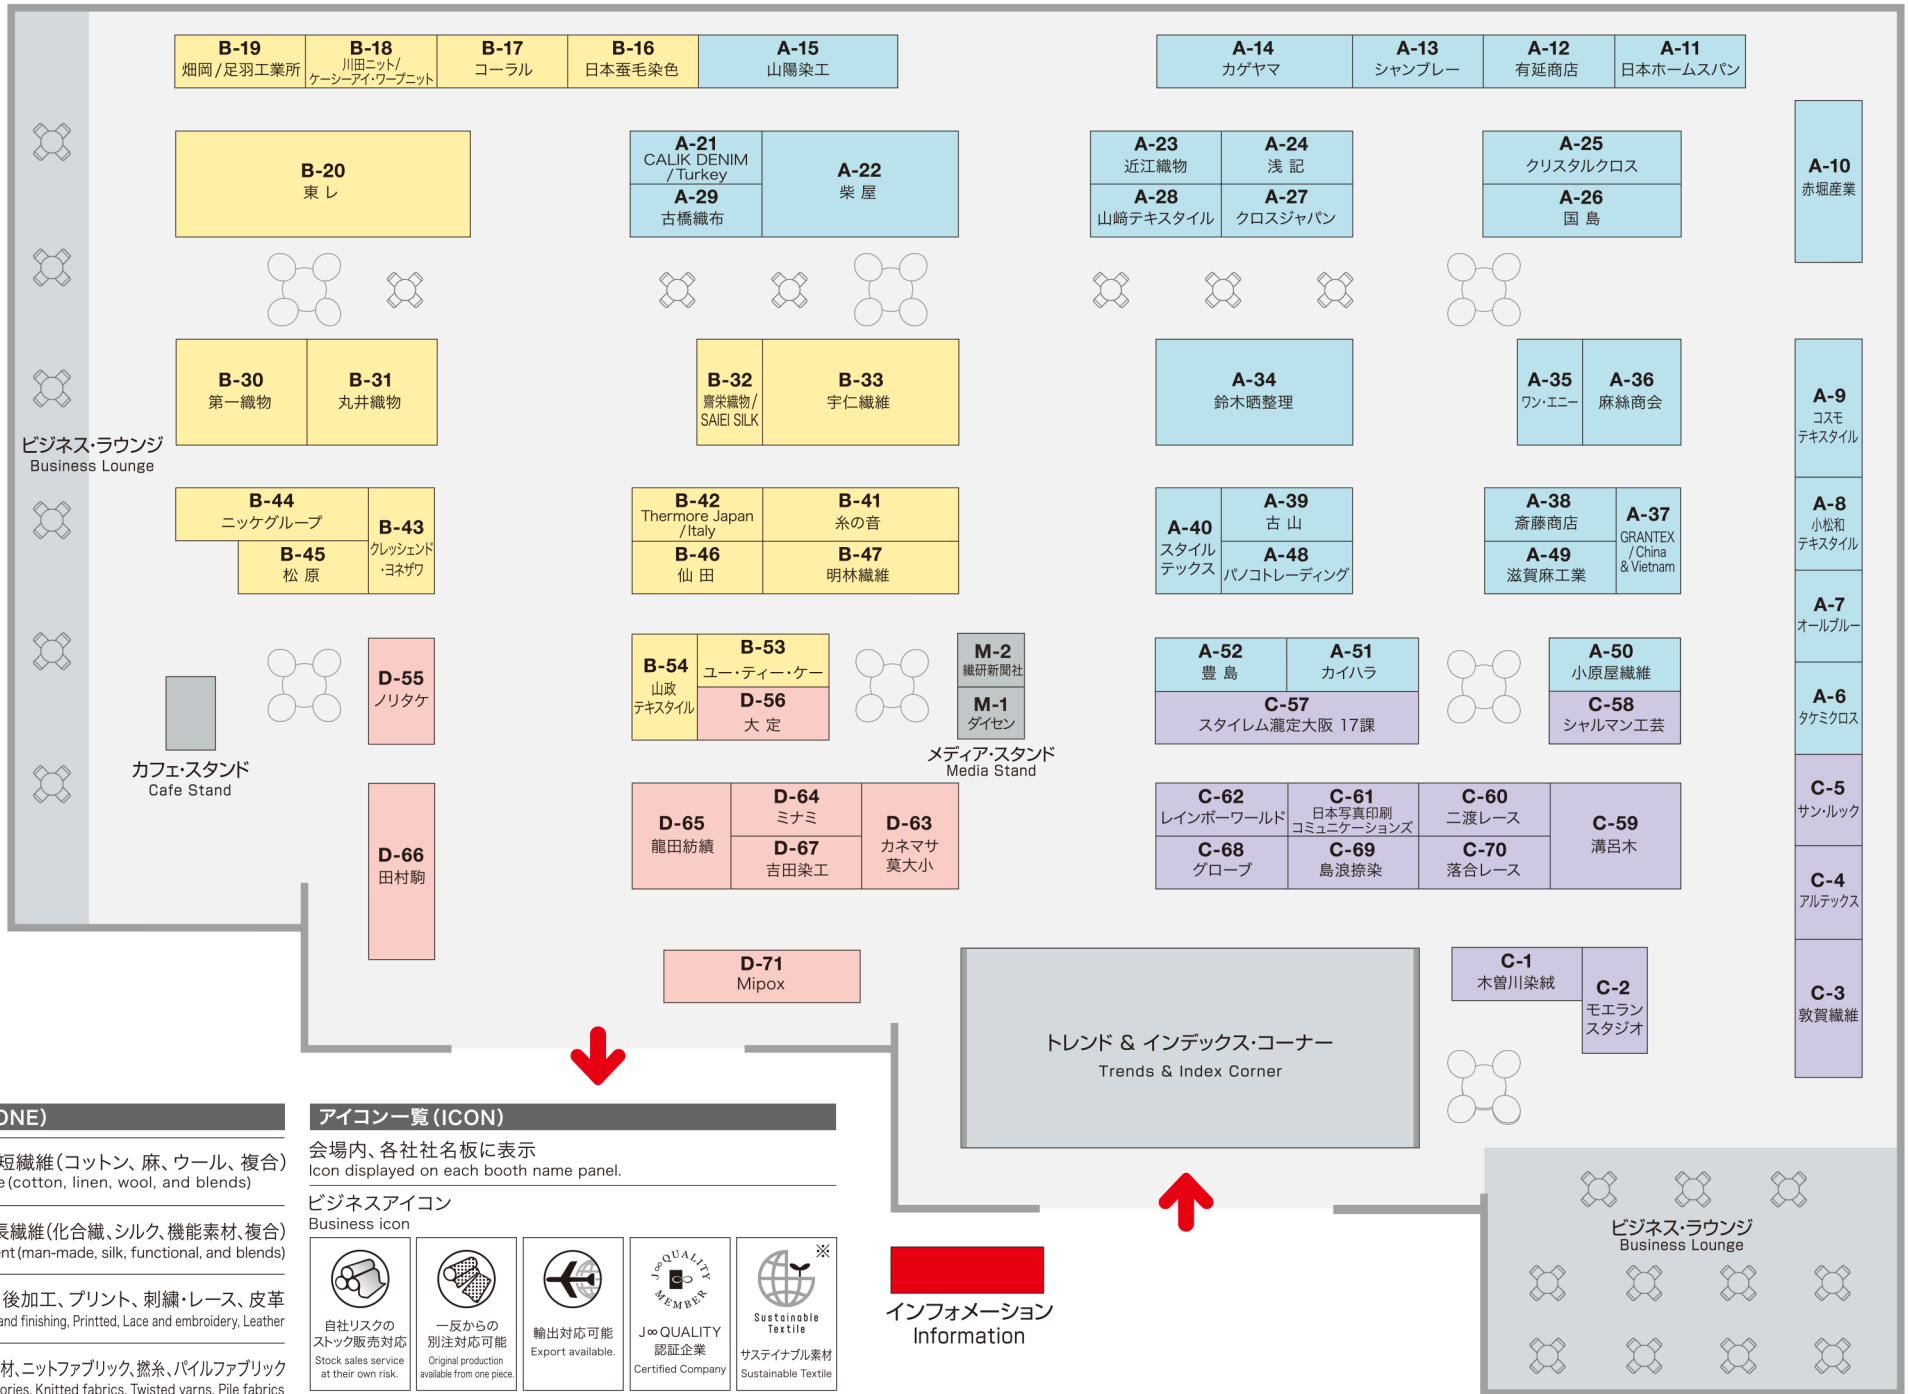 B-19
畑岡/足羽工業所
B-18
川田ニット/
ケーシーアイ・ワープニット
B-17
コーラル
B-16
日本蚕毛染色
A-15
山陽染工
A-14
カゲヤマ
A-13
シャンブレー
A-12
有延商店
A-11
日本ホームスパン
B-20
東レ
A-21
CALIK DENIM
/Turkey
A-29
古橋織布
A-22
柴屋
A-23
近江織物
A-24
浅記
A-28
山﨑テキスタイル
A-27
クロスジャパン
A-25
クリスタルクロス
A-26
国島
A-10
赤堀産業
B-30
第一織物
B-31
丸井織物
B-32
齋栄織物/
SAIEI SILK
B-33
宇仁繊維
A-34
鈴木晒整理
A-35
ワン・エニー
A-36
麻絲商会
A-9
コスモ
テキスタイル
ビジネス・ラウンジ
Business Lounge
B-44
ニッケグループ
B-45
松原
B-43
クレッシェンド
・ヨネザワ
B-42
Thermore Japan
/Italy
B-41
糸の音
B-46
仙田
B-47
明林繊維
A-40
スタイル
テックス
A-39
古山
A-48
パノコトレーディング
A-38
斎藤商店
A-49
滋賀麻工業
A-37
GRANTEX
/China
& Vietnam
A-8
小松和
テキスタイル
A-7
オールブルー
A-6
タケミクロス
D-55
ノリタケ
B-54
山政
テキスタイル
B-53
ユー・ティー・ケー
D-56
大定
M-2
繊研新聞社
M-1
ダイセン
メディア・スタンド
Media Stand
A-52
豊島
A-51
カイハラ
C-57
スタイレム瀧定大阪 17課
A-50
小原屋繊維
C-58
シャルマン工芸
カフェ・スタンド
Cafe Stand
D-66
田村駒
D-65
龍田紡績
D-64
ミナミ
D-67
吉田染工
D-63
カネマサ
莫大小
C-62
レインボーワールド
C-61
日本写真印刷
コミュニケーションズ
C-60
二渡レース
C-59
溝呂木
C-68
グローブ
C-69
島浪捺染
C-70
落合レース
C-5
サン・ルック
C-4
アルテックス
C-3
敦賀繊維
D-71
Mipox
C-1
木曽川染絨
C-2
モエラン
スタジオ
トレンド & インデックス・コーナー
Trends & Index Corner
ビジネス・ラウンジ
Business Lounge
インフォメーション
Information
ONE)
短繊維(コットン、麻、ウール、複合)
e(cotton, linen, wool, and blends)
長繊維(化合繊、シルク、機能素材、複合)
ent(man-made, silk, functional, and blends)
後加工、プリント、刺繍・レース、皮革
and finishing, Printted, Lace and embroidery, Leather
材、ニットファブリック、撚糸、パイルファブリック
ories, Knitted fabrics, Twisted yarns, Pile fabrics
アイコン一覧(ICON)
会場内、各社社名板に表示
Icon displayed on each booth name panel.
ビジネスアイコン
Business icon
自社リスクの
ストック販売対応
Stock sales service
at their own risk.
一反からの
別注対応可能
Original production
available from one piece.
輸出対応可能
Export available.
J∞QUALITY
MEMBER
J∞QUALITY
認証企業
Certified Company
※
Sustainable
Textile
サステイナブル素材
Sustainable Textile